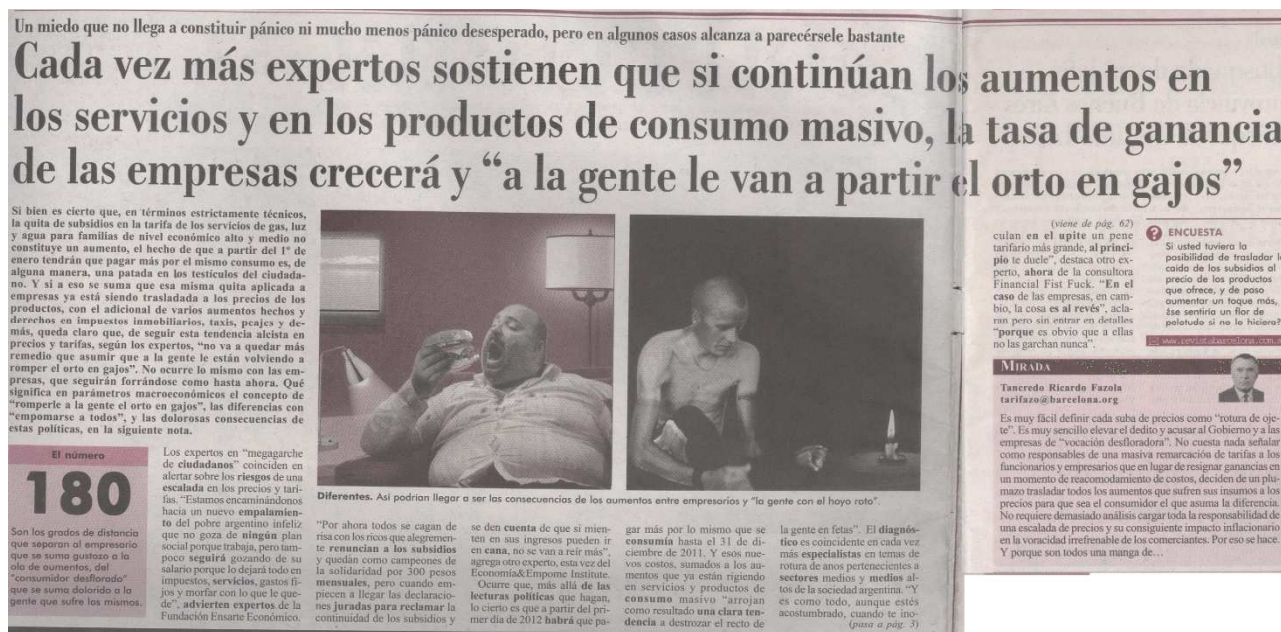 Un miedo que no llega a constituir pánico ni mucho menos pánico desesperado, pero en algunos casos alcanza a parecérsele bastante
Cada vez más expertos sostienen que si continúan los aumentos en
los servicios y en los productos de consumo masivo, la tasa de ganancia
de las empresas crecerá y “a la gente le van a partir el orto en gajos”
Si bien es cierto que, en términos estrictamente técnicos,
la quita de subsidios en la tarifa de los servicios de gas, luz
y agua para familias de nivel económico alto y medio no
constituye un aumento, el hecho de que a partir del 1º de
enero tendrán que pagar más por el mismo consumo es, de
alguna manera, una patada en los testículos del ciudada-
no. Y si a eso se suma que esa misma quita aplicada a
empresas ya está siendo trasladada a los precios de los
productos, con el adicional de varios aumentos hechos y
derechos en impuestos inmobiliarios, taxis, peajes y de-
más, queda claro que, de seguir esta tendencia alcista en
precios y tarifas, según los expertos, “no va a quedar más
remedio que asumir que a la gente le están volviendo a
romper el orto en gajos”. No ocurre lo mismo con las em-
presas, que seguirán forrándose como hasta ahora. Qué
significa en parámetros macroeconómicos el concepto de
“romperle a la gente el orto en gajos”, las diferencias con
“empomarse a todos”, y las dolorosas consecuencias de
estas políticas, en la siguiente nota.
El número
180
Son los grados de distancia
que separan al empresario
que se suma gustoso a la
ola de aumentos, del
“consumidor desflorado”
que se suma dolorido a la
gente que sufre los mismos.
Los expertos en “megagarche
de ciudadanos” coinciden en
alertar sobre los riesgos de una
escalada en los precios y tari-
fas. “Estamos encaminándonos
hacia un nuevo empalamien-
to del pobre argentino infeliz
que no goza de ningún plan
social porque trabaja, pero tam-
poco seguirá gozando de su
salario porque lo dejará todo en
impuestos, servicios, gastos fi-
jos y morfar con lo que le que-
de”, advierten expertos de la
Fundación Ensarte Económico.
Diferentes. Así podrían llegar a ser las consecuencias de los aumentos entre empresarios y “la gente con el hoyo roto”.
“Por ahora todos se cagan de
risa con los ricos que alegremen-
te renuncian a los subsidios
y quedan como campeones de
la solidaridad por 300 pesos
mensuales, pero cuando em-
piecen a llegar las declaracio-
nes juradas para reclamar la
continuidad de los subsidios y
se den cuenta de que si mien-
ten en sus ingresos pueden ir
en cana, no se van a reír más”,
agrega otro experto, esta vez del
Economía&Empome Institute.
Ocurre que, más allá de las
lecturas políticas que hagan,
lo cierto es que a partir del pri-
mer día de 2012 habrá que pa-
gar más por lo mismo que se
consumía hasta el 31 de di-
ciembre de 2011. Y esos nue-
vos costos, sumados a los au-
mentos que ya están rigiendo
en servicios y productos de
consumo masivo “arrojan
como resultado una clara ten-
dencia a destrozar el recto de
la gente en fetas”. El diagnós-
tico es coincidente en cada vez
más especialistas en temas de
rotura de anos pertenecientes a
sectores medios y medios al-
tos de la sociedad argentina. “Y
es como todo, aunque estés
acostumbrado, cuando te ino-
(pasa a pág. 3)
(viene de pág. 62)
culan en el upite un pene
tarifario más grande, al princi-
pio te duele”, destaca otro ex-
perto, ahora de la consultora
Financial Fist Fuck. “En el
caso de las empresas, en cam-
bio, la cosa es al revés”, acla-
ran pero sin entrar en detalles
“porque es obvio que a ellas
no las garchan nunca”.
? ENCUESTA
Si usted tuviera la
posibilidad de trasladar la
caída de los subsidios al
precio de los productos
que ofrece, y de paso
aumentar un toque más,
¿se sentiría un flor de
pelotudo si no lo hiciera?
www.revistabarcelona.com.a
MIRADA
Tancredo Ricardo Fazola
tarifazo@barcelona.org
Es muy fácil definir cada suba de precios como “rotura de oje-
te”. Es muy sencillo elevar el dedito y acusar al Gobierno y a las
empresas de “vocación desfloradora”. No cuesta nada señalar
como responsables de una masiva remarcación de tarifas a los
funcionarios y empresarios que en lugar de resignar ganancias en
un momento de reacomodamiento de costos, deciden de un plu-
mazo trasladar todos los aumentos que sufren sus insumos a los
precios para que sea el consumidor el que asuma la diferencia.
No requiere demasiado análisis cargar toda la responsabilidad de
una escalada de precios y su consiguiente impacto inflacionario
en la voracidad irrefrenable de los comerciantes. Por eso se hace.
Y porque son todos una manga de…